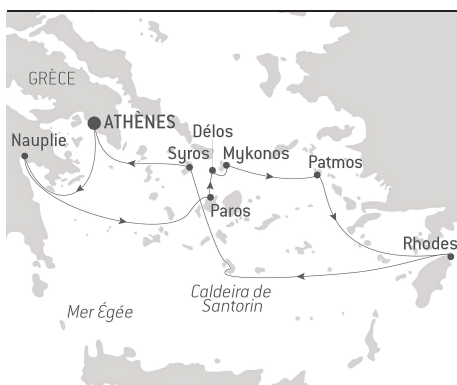 GRÈCE
ATHÈNES
Nauplie
Délos
Syros
Mykonos
Patmos
Paros
Rhodes
Caldeira de
Santorin
Mer Égée